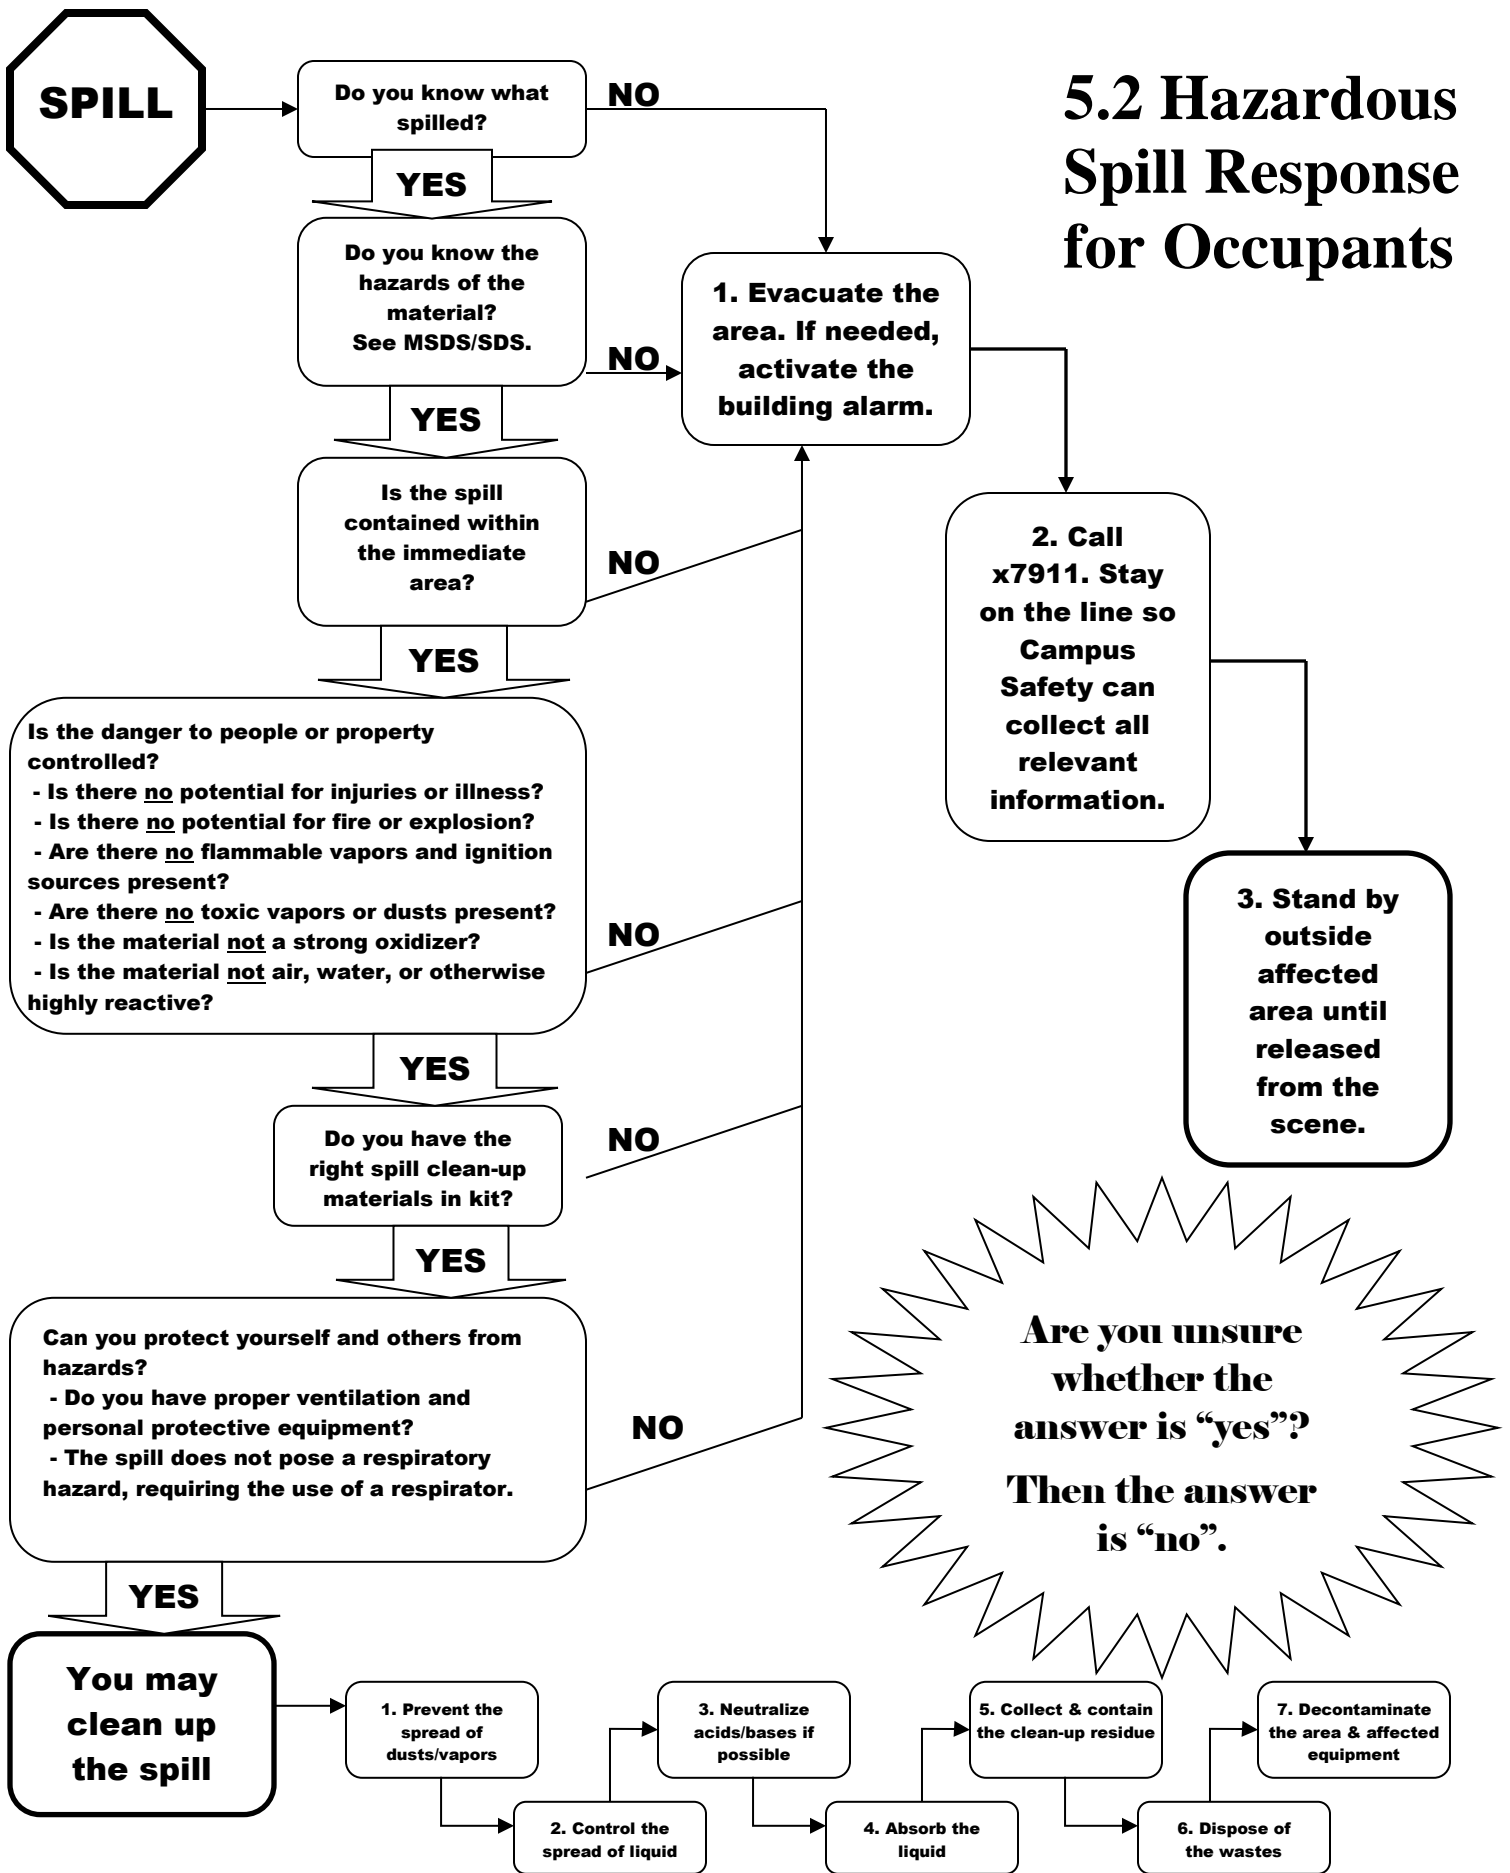 SPILL
Do you know what
spilled?
NO
5.2 Hazardous
Spill Response
for Occupants
YES
Do you know the
hazards of the
material?
See MSDS/SDS.
NO
1. Evacuate the
area. If needed,
activate the
building alarm.
YES
Is the spill
contained within
the immediate
area?
NO
2. Call
x7911. Stay
on the line so
Campus
Safety can
collect all
relevant
information.
YES
Is the danger to people or property
controlled?
- Is there no potential for injuries or illness?
- Is there no potential for fire or explosion?
- Are there no flammable vapors and ignition
sources present?
- Are there no toxic vapors or dusts present?
- Is the material not a strong oxidizer?
- Is the material not air, water, or otherwise
highly reactive?
NO
3. Stand by
outside
affected
area until
released
from the
scene.
YES
Do you have the
right spill clean-up
materials in kit?
NO
YES
Can you protect yourself and others from
hazards?
- Do you have proper ventilation and
personal protective equipment?
- The spill does not pose a respiratory
hazard, requiring the use of a respirator.
NO
Are you unsure
whether the
answer is “yes”?
Then the answer
is “no”.
YES
You may
clean up
the spill
1. Prevent the
spread of
dusts/vapors
2. Control the
spread of liquid
3. Neutralize
acids/bases if
possible
4. Absorb the
liquid
5. Collect & contain
the clean-up residue
6. Dispose of
the wastes
7. Decontaminate
the area & affected
equipment